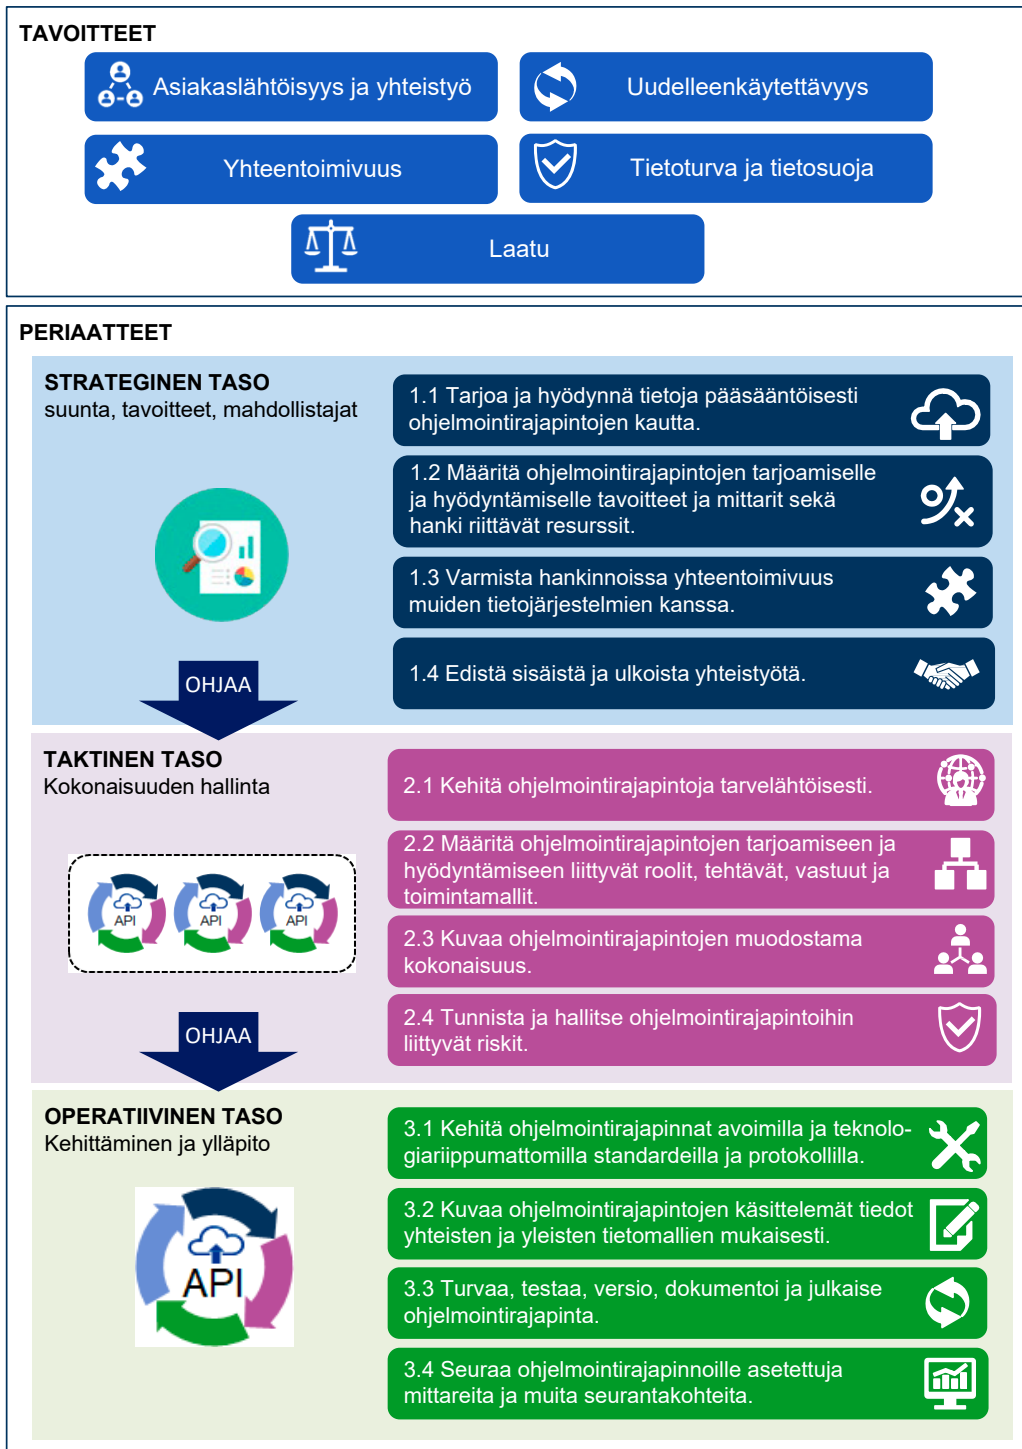 TAVOITTEET
Asiakaslähtöisyys ja yhteistyö
Uudelleenkäytettävyys
Yhteentoimivuus
Tietoturva ja tietosuoja
Laatu
PERIAATTEET
STRATEGINEN TASO
suunta, tavoitteet, mahdollistajat
1.1 Tarjoa ja hyödynnä tietoja pääsääntöisesti
ohjelmointirajapintojen kautta.
1.2 Määritä ohjelmointirajapintojen tarjoamiselle
ja hyödyntämiselle tavoitteet ja mittarit sekä
hanki riittävät resurssit.
1.3 Varmista hankinnoissa yhteentoimivuus
muiden tietojärjestelmien kanssa.
1.4 Edistä sisäistä ja ulkoista yhteistyötä.
OHJAA
TAKTINEN TASO
Kokonaisuuden hallinta
API
API
API
2.1 Kehitä ohjelmointirajapintoja tarvelähtöisesti.
2.2 Määritä ohjelmointirajapintojen tarjoamiseen ja
hyödyntämiseen liittyvät roolit, tehtävät, vastuut ja
toimintamallit.
2.3 Kuvaa ohjelmointirajapintojen muodostama
kokonaisuus.
2.4 Tunnista ja hallitse ohjelmointirajapintoihin
liittyvät riskit.
OHJAA
OPERATIIVINEN TASO
Kehittäminen ja ylläpito
API
3.1 Kehitä ohjelmointirajapinnat avoimilla ja teknolo-
giariippumattomilla standardeilla ja protokollilla.
3.2 Kuvaa ohjelmointirajapintojen käsittelemät tiedot
yhteisten ja yleisten tietomallien mukaisesti.
3.3 Turvaa, testaa, versio, dokumentoi ja julkaise
ohjelmointirajapinta.
3.4 Seuraa ohjelmointirajapinnoille asetettuja
mittareita ja muita seurantakohteita.